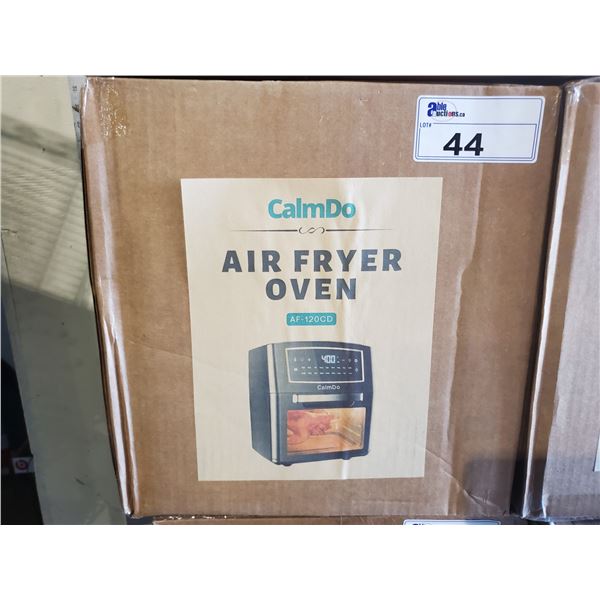 able
auctions.ca
LOT#
44
CalmDo
AIR FRYER
OVEN
AF-120CD
400
CalmDo